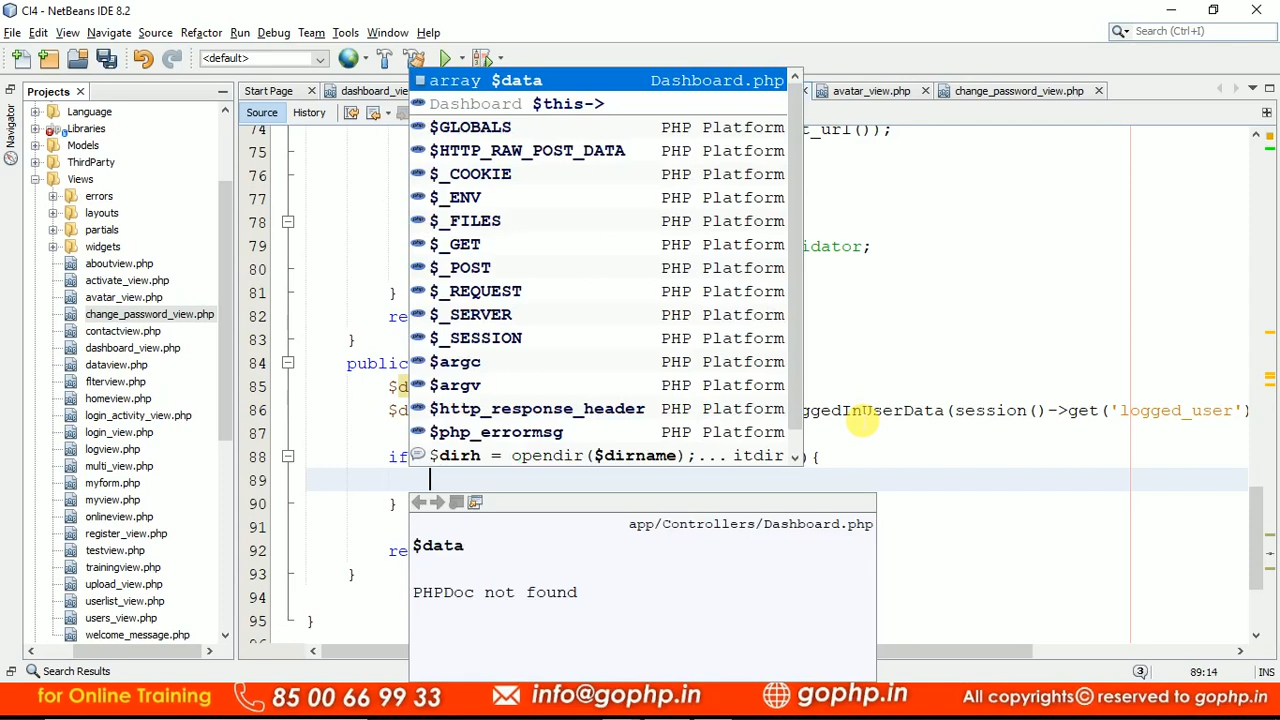 CI4 - NetBeans IDE 8.2
File Edit View Navigate Source Refactor Run Debug Team Tools Window Help
Search (Ctrl+I)
<default>
Projects
Start Page
avatar_view.php
change_password_view.php
Source History
Navigator
Language
Libraries
Models
ThirdParty
Views
errors
layouts
partials
widgets
aboutview.php
activate_view.php
avatar_view.php
change_password_view.php
contactview.php
dashboard_view.php
dataview.php
flterview.php
homeview.php
login_activity_view.php
login_view.php
logview.php
multi_view.php
myform.php
myview.php
onlineview.php
register_view.php
testview.php
trainingview.php
upload_view.php
userlist_view.php
users_view.php
welcome_message.php
array $data Dashboard.php
Dashboard $this->
$GLOBALS PHP Platform
$HTTP_RAW_POST_DATA PHP Platform
$_COOKIE PHP Platform
$_ENV PHP Platform
$_FILES PHP Platform
$_GET PHP Platform
$_POST PHP Platform
$_REQUEST PHP Platform
$_SERVER PHP Platform
$_SESSION PHP Platform
$argc PHP Platform
$argv PHP Platform
$http_response_header PHP Platform
$php_errormsg PHP Platform
$dirh = opendir($dirname);... itdir
74 t_url());
75
76
77
78
79 idator;
80
81 }
82 re
83 }
84 public
85 $d
86 $d ggedInUserData(session()->get('logged_user')
87
88 if ){
89
90 }
91
92 re
93 }
94
95 }
app/Controllers/Dashboard.php
$data
PHPDoc not found
Search Results
3
89:14
INS
for Online Training 85 00 66 99 33 info@gophp.in gophp.in All copyrights© reserved to gophp.in